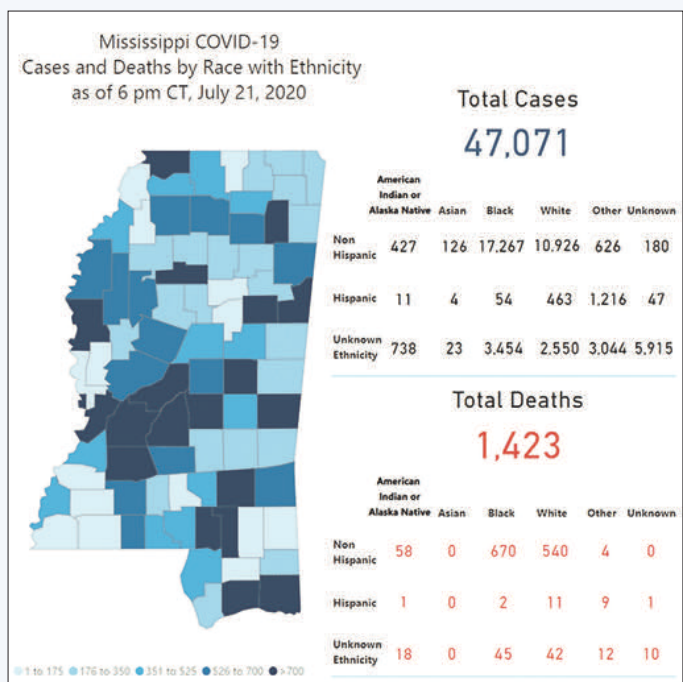 Mississippi COVID-19
Cases and Deaths by Race with Ethnicity
as of 6 pm CT, July 21, 2020
Total Cases
47,071
American
Indian or
Alaska Native Asian Black White Other Unknown
Non
Hispanic 427 126 17,267 10,926 626 180
Hispanic 11 4 54 463 1,216 47
Unknown
Ethnicity 738 23 3,454 2,550 3,044 5,915
Total Deaths
1,423
American
Indian or
Alaska Native Asian Black White Other Unknown
Non
Hispanic 58 0 670 540 4 0
Hispanic 1 0 2 11 9 1
Unknown
Ethnicity 18 0 45 42 12 10
1 to 175 176 to 350 351 to 525 526 to 700 >700